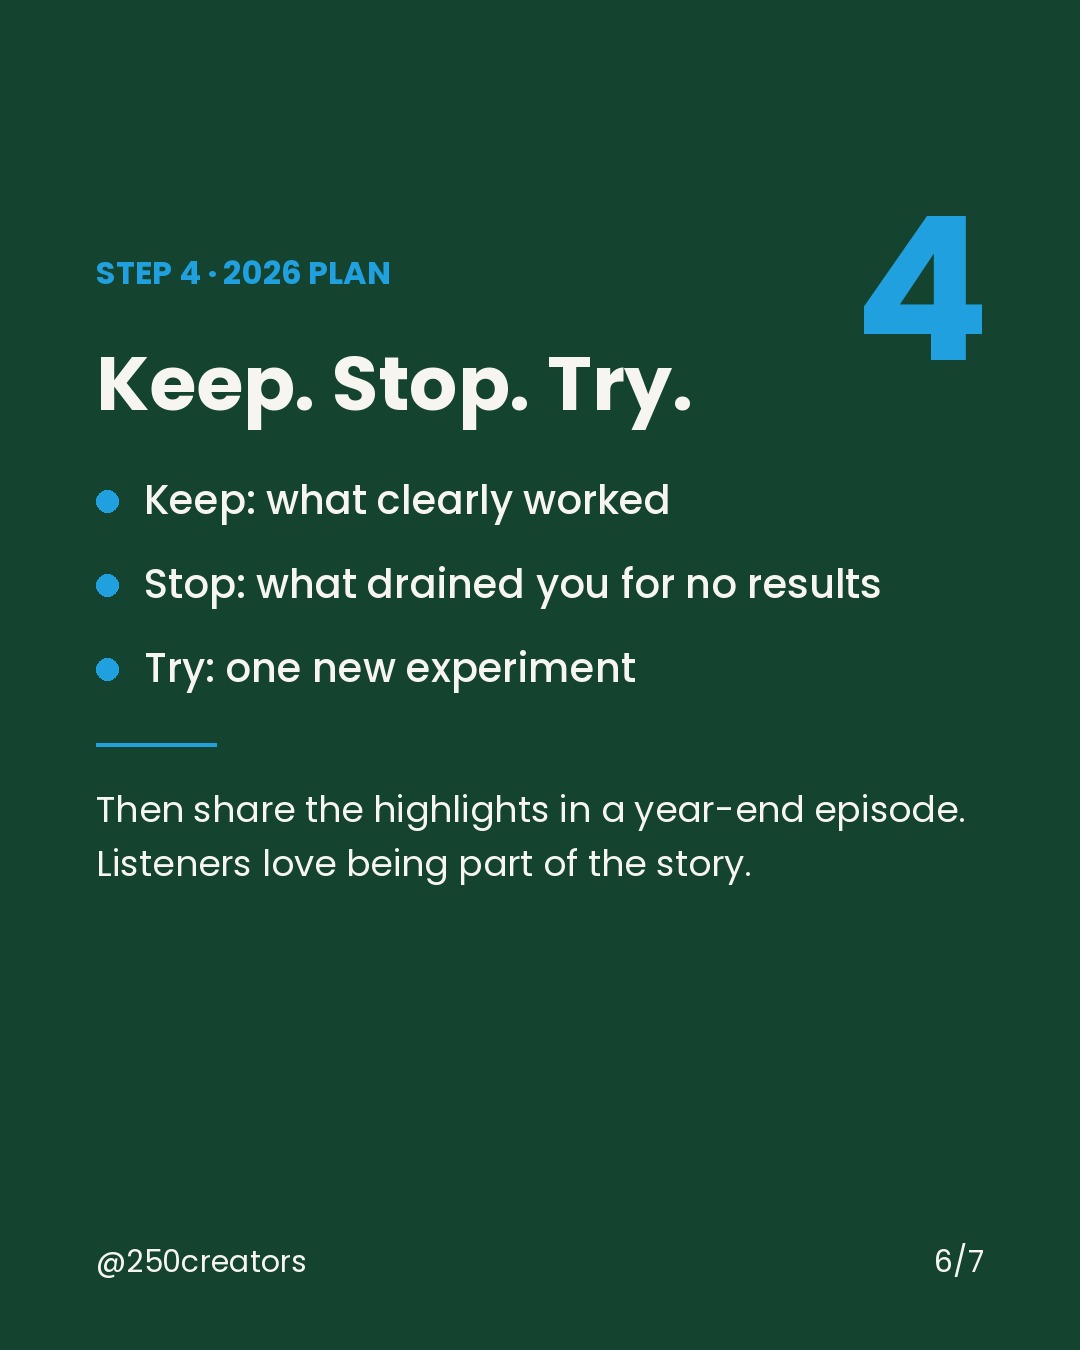 STEP 4 · 2026 PLAN
4
Keep. Stop. Try.
Keep: what clearly worked
Stop: what drained you for no results
Try: one new experiment
Then share the highlights in a year-end episode.
Listeners love being part of the story.
@250creators
6/7